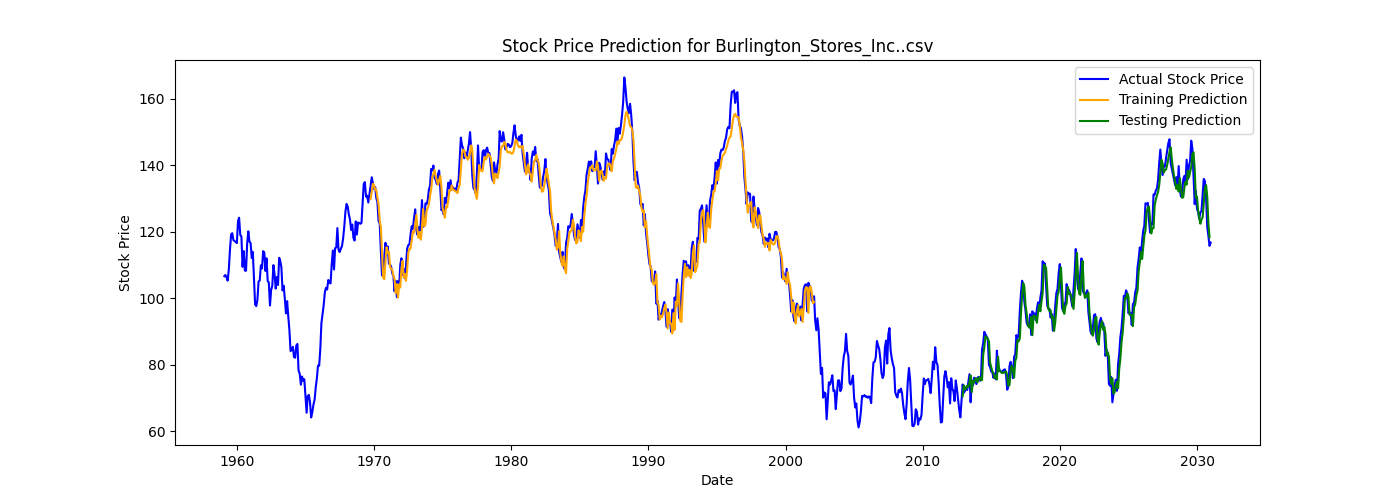 Stock Price Prediction for Burlington_Stores_Inc..csv
Actual Stock Price
Training Prediction
Testing Prediction
Stock Price
160
140
120
100
80
60
1960 1970 1980 1990 2000 2010 2020 2030
Date